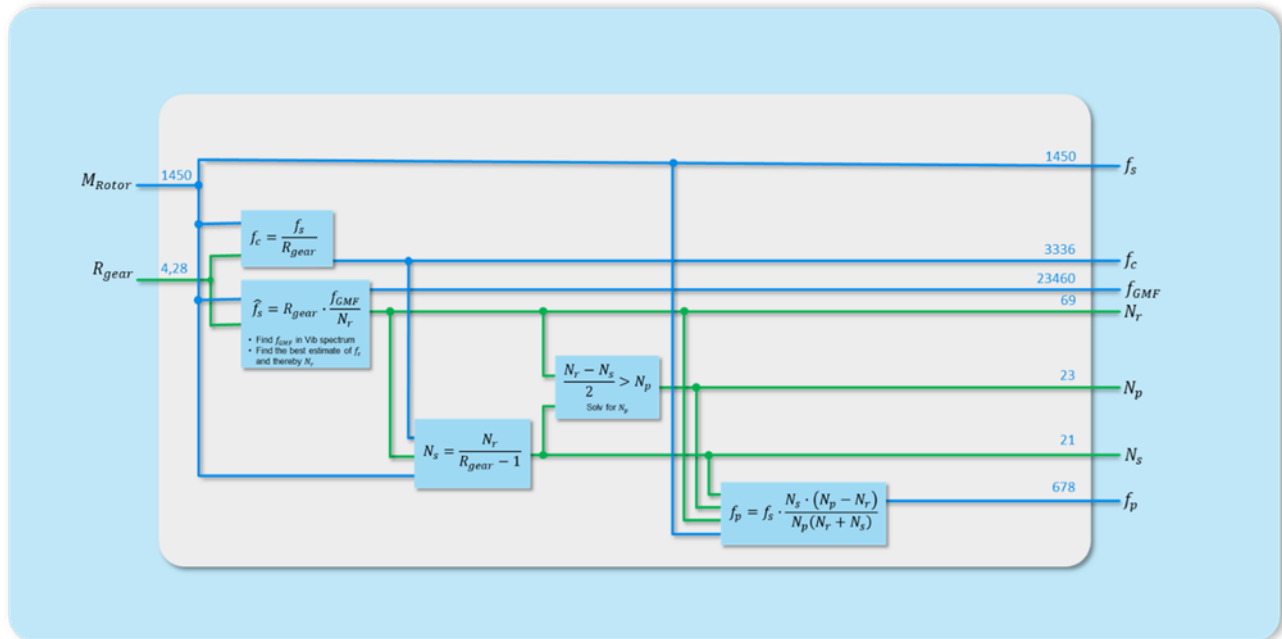 M_Rotor 1450 1450 f_s
f_c = f_s / R_gear
R_gear 4,28 3336 f_c
23460 f_GMF
69 N_r
f̂_s = R_gear · f_GMF / N_r
• Find f_GMF in Vib spectrum
• Find the best estimate of f_s
and thereby N_r
(N_r − N_s) / 2 > N_p
Solv for N_p
23 N_p
N_s = N_r / (R_gear − 1)
21 N_s
f_p = f_s · N_s · (N_p − N_r) / N_p(N_r + N_s)
678 f_p